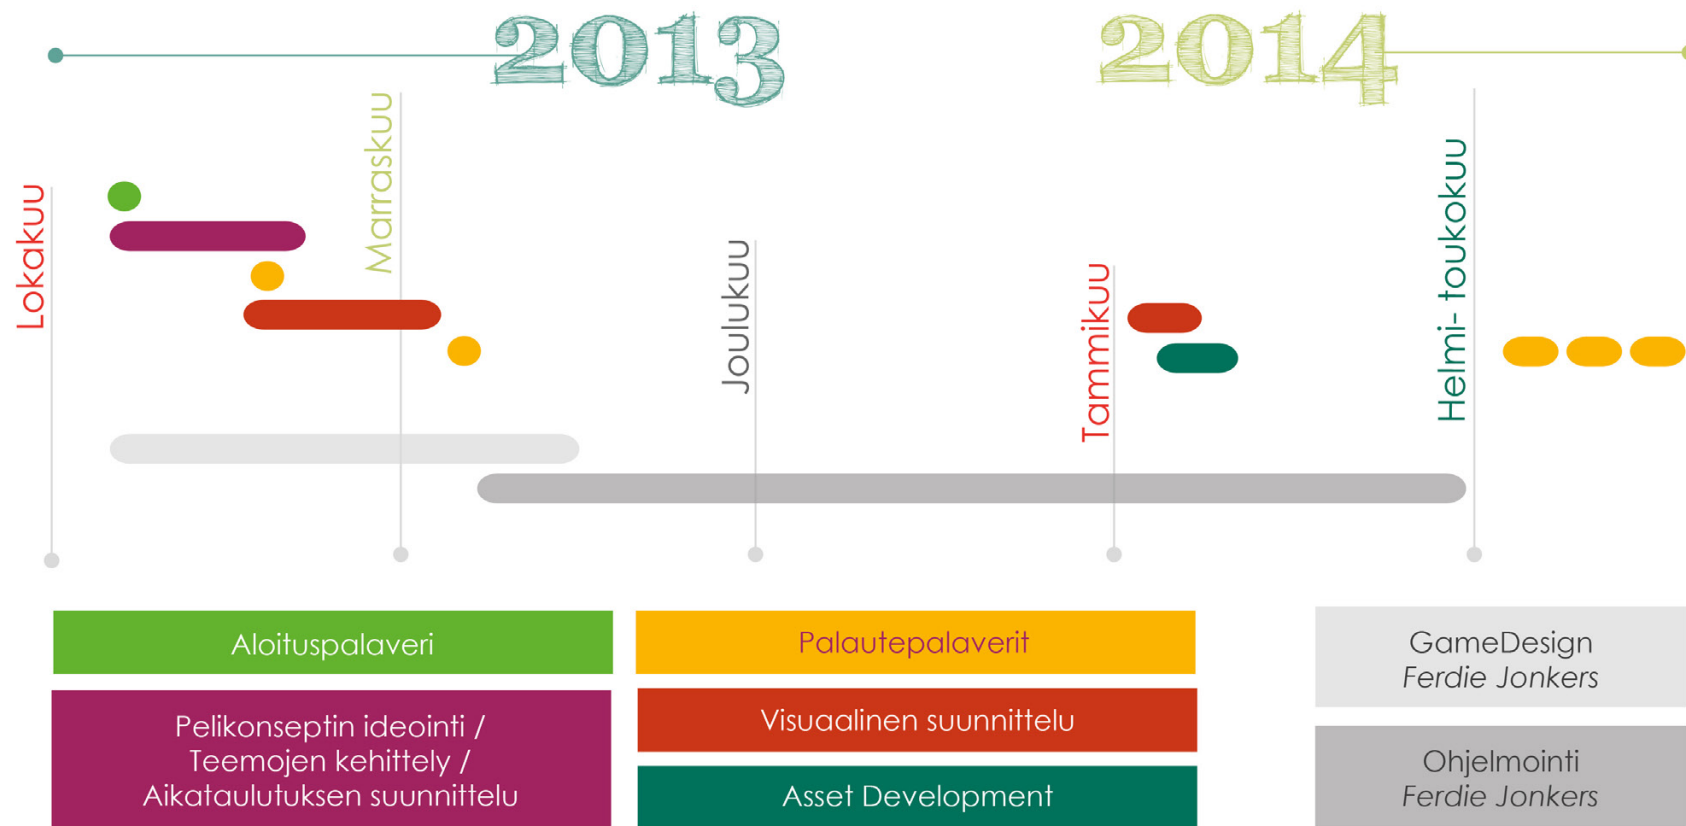 2013
2014
Lokakuu
Marraskuu
Joulukuu
Tammikuu
Helmi- toukokuu
Aloituspalaveri
Pelikonseptin ideointi /
Teemojen kehittely /
Aikataulutuksen suunnittelu
Palautepalaverit
Visuaalinen suunnittelu
Asset Development
GameDesign
Ferdie Jonkers
Ohjelmointi
Ferdie Jonkers